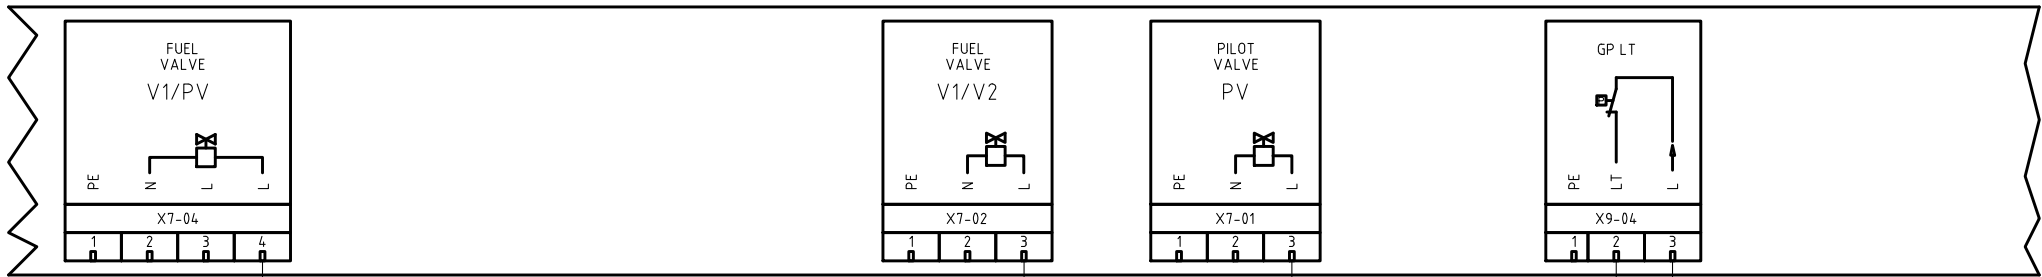 FUEL
VALVE
V1/PV
PE N L L
X7-04
1 2 3 4
FUEL
VALVE
V1/V2
PE N L
X7-02
1 2 3
PILOT
VALVE
PV
PE N L
X7-01
1 2 3
GP LT
P
PE LT L
X9-04
1 2 3